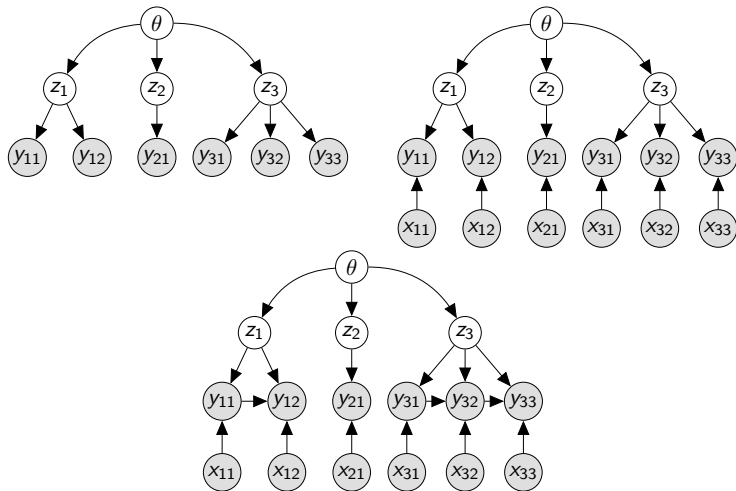 θ
z₁ z₂ z₃
y₁₁ y₁₂ y₂₁ y₃₁ y₃₂ y₃₃
θ
z₁ z₂ z₃
y₁₁ y₁₂ y₂₁ y₃₁ y₃₂ y₃₃
x₁₁ x₁₂ x₂₁ x₃₁ x₃₂ x₃₃
θ
z₁ z₂ z₃
y₁₁ y₁₂ y₂₁ y₃₁ y₃₂ y₃₃
x₁₁ x₁₂ x₂₁ x₃₁ x₃₂ x₃₃